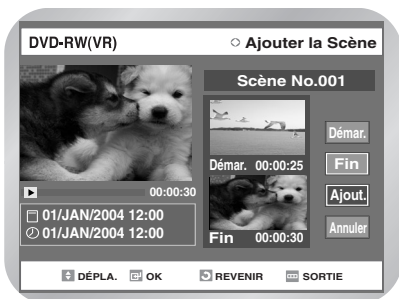 DVD-RW(VR)
Ajouter la Scène
Scène No.001
Démar. 00:00:25
Fin 00:00:30
Démar.
Fin
Ajout.
Annuler
00:00:30
01/JAN/2004 12:00
01/JAN/2004 12:00
DÉPLA. OK REVENIR SORTIE